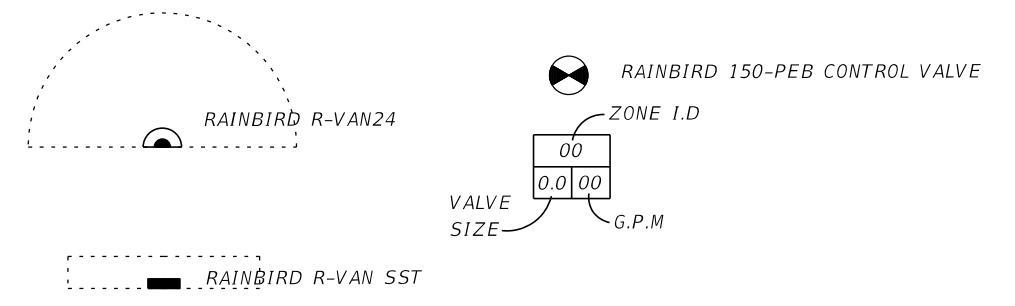 RAINBIRD 150-PEB CONTROL VALVE
ZONE I.D
RAINBIRD R-VAN24
00
0.0 00
VALVE
SIZE
G.P.M
RAINBIRD R-VAN SST